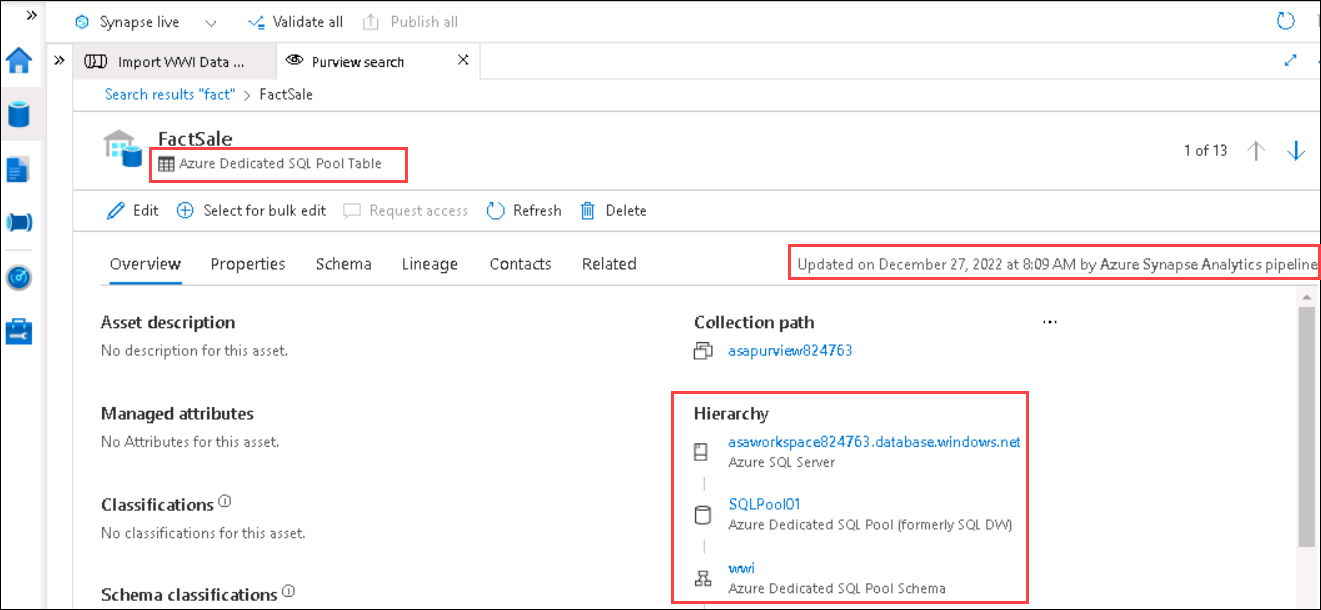 Synapse live
Validate all
Publish all
Import WWI Data ...
Purview search
Search results "fact" > FactSale
FactSale
Azure Dedicated SQL Pool Table
1 of 13
Edit
Select for bulk edit
Request access
Refresh
Delete
Overview
Properties
Schema
Lineage
Contacts
Related
Updated on December 27, 2022 at 8:09 AM by Azure Synapse Analytics pipeline
Asset description
No description for this asset.
Managed attributes
No Attributes for this asset.
Classifications
No classifications for this asset.
Schema classifications
Collection path
...
asapurview824763
Hierarchy
asaworkspace824763.database.windows.net
Azure SQL Server
SQLPool01
Azure Dedicated SQL Pool (formerly SQL DW)
wwi
Azure Dedicated SQL Pool Schema